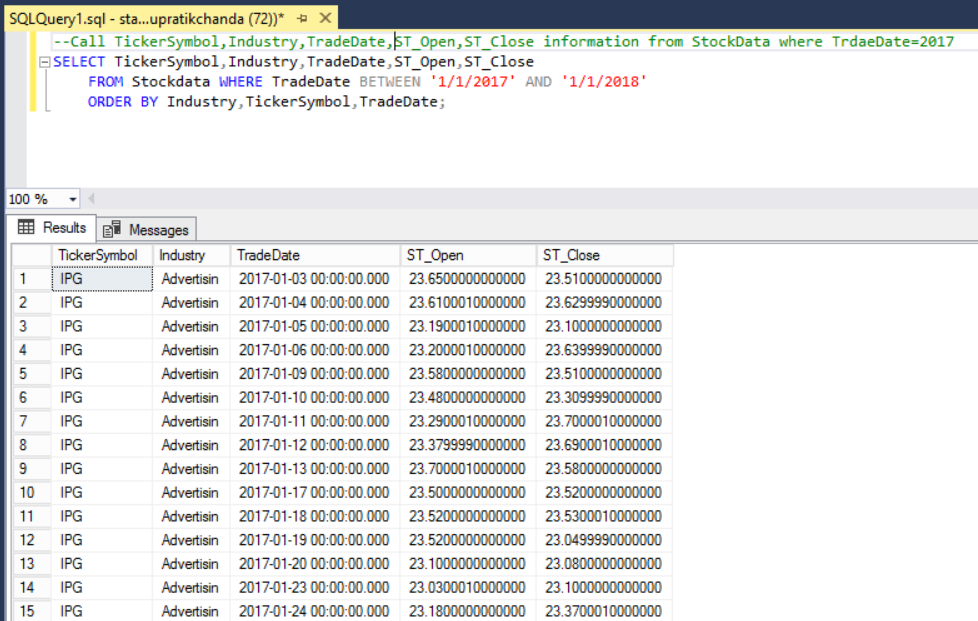 SQLQuery1.sql - sta...upratikchanda (72))*
--Call TickerSymbol,Industry,TradeDate,ST_Open,ST_Close information from StockData where TrdaeDate=2017
SELECT TickerSymbol,Industry,TradeDate,ST_Open,ST_Close
FROM Stockdata WHERE TradeDate BETWEEN '1/1/2017' AND '1/1/2018'
ORDER BY Industry,TickerSymbol,TradeDate;
100 %
Results Messages
TickerSymbol Industry TradeDate ST_Open ST_Close
1 IPG Advertisin 2017-01-03 00:00:00.000 23.6500000000000 23.5100000000000
2 IPG Advertisin 2017-01-04 00:00:00.000 23.6100010000000 23.6299990000000
3 IPG Advertisin 2017-01-05 00:00:00.000 23.1900010000000 23.1000000000000
4 IPG Advertisin 2017-01-06 00:00:00.000 23.2000010000000 23.6399990000000
5 IPG Advertisin 2017-01-09 00:00:00.000 23.5800000000000 23.5100000000000
6 IPG Advertisin 2017-01-10 00:00:00.000 23.4800000000000 23.3099990000000
7 IPG Advertisin 2017-01-11 00:00:00.000 23.2900010000000 23.7000010000000
8 IPG Advertisin 2017-01-12 00:00:00.000 23.3799990000000 23.6900010000000
9 IPG Advertisin 2017-01-13 00:00:00.000 23.7000010000000 23.5800000000000
10 IPG Advertisin 2017-01-17 00:00:00.000 23.5000010000000 23.5200000000000
11 IPG Advertisin 2017-01-18 00:00:00.000 23.5200000000000 23.5300010000000
12 IPG Advertisin 2017-01-19 00:00:00.000 23.5200000000000 23.0499990000000
13 IPG Advertisin 2017-01-20 00:00:00.000 23.1000000000000 23.0800000000000
14 IPG Advertisin 2017-01-23 00:00:00.000 23.0300010000000 23.1000000000000
15 IPG Advertisin 2017-01-24 00:00:00.000 23.1800000000000 23.3700010000000